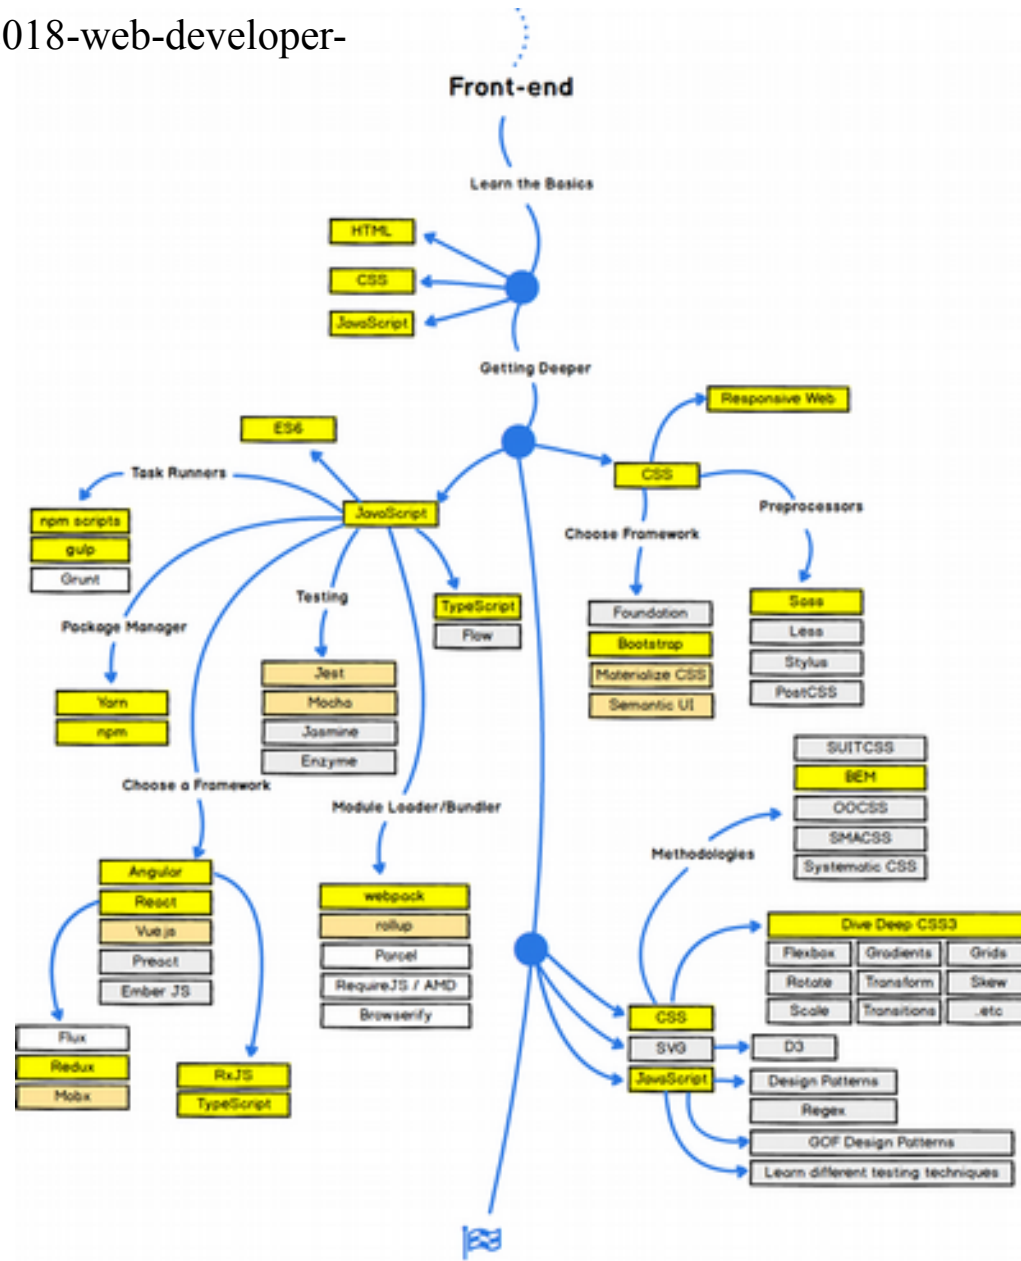 018-web-developer-
Front-end
Learn the Basics
HTML
CSS
JavaScript
Getting Deeper
Responsive Web
ES6
CSS
Task Runners
JavaScript
Preprocessors
npm scripts
gulp
Grunt
Choose Framework
Testing
TypeScript
Flow
Foundation
Bootstrap
Materialize CSS
Semantic UI
Sass
Less
Stylus
PostCSS
Package Manager
Yarn
npm
Jest
Mocha
Jasmine
Enzyme
Choose a Framework
Module Loader/Bundler
SUITCSS
BEM
OOCSS
SMACSS
Systematic CSS
Methodologies
Angular
React
Vue.js
Preact
Ember JS
webpack
rollup
Parcel
RequireJS / AMD
Browserify
Dive Deep CSS3
Flexbox Gradients Grids
Rotate Transform Skew
Scale Transitions ..etc
Flux
Redux
Mobx
RxJS
TypeScript
CSS
SVG
JavaScript
D3
Design Patterns
Regex
GOF Design Patterns
Learn different testing techniques